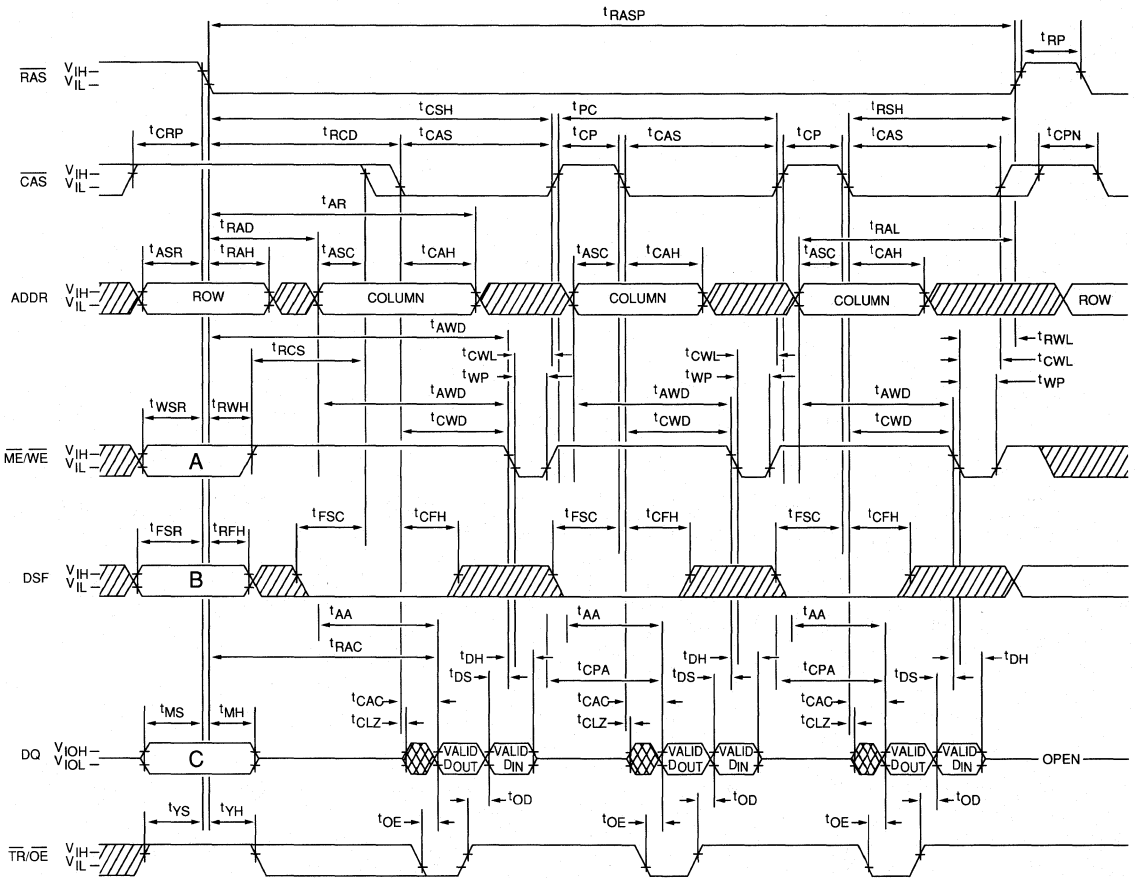 tRASP
tRP
RAS VIH VIL
tCSH tPC tRSH
tCRP tRCD tCAS tCP tCAS tCP tCAS tCPN
CAS VIH VIL
tAR
tRAD tRAL
tASR tRAH tASC tCAH tASC tCAH tASC tCAH
ADDR VIH VIL ROW COLUMN COLUMN COLUMN ROW
tAWD tRWL
tRCS tCWL tCWL tCWL
tWP tWP tWP
tAWD tAWD tAWD
tWSR tRWH tCWD tCWD tCWD
ME/WE VIH VIL A
tFSR tRFH tFSC tCFH tFSC tCFH tFSC tCFH
DSF VIH VIL B
tAA tAA tAA
tRAC tDH tDH tDH
tCPA tDS tCPA tDS tDS
tCAC tCAC tCAC
tMS tMH tCLZ tCLZ tCLZ
DQ VIOH VIOL C VALID DOUT VALID DIN VALID DOUT VALID DIN VALID DOUT VALID DIN OPEN
tYS tYH tOE tOD tOE tOD tOE tOD
TR/OE VIH VIL